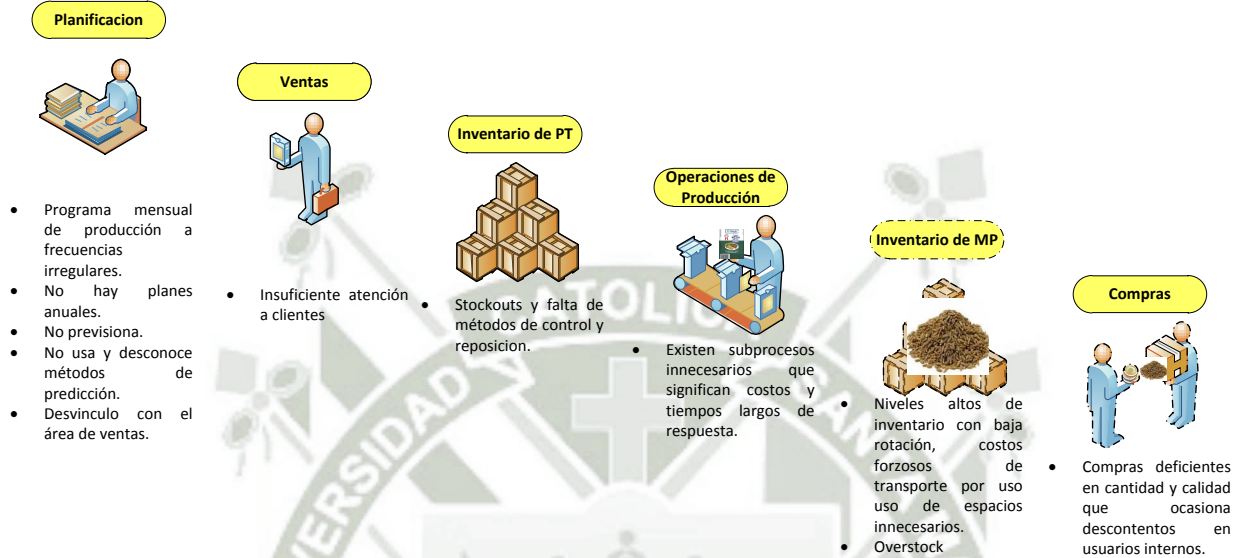 Planificacion
• Programa mensual
de producción a
frecuencias
irregulares.
• No hay planes
anuales.
• No previsiona.
• No usa y desconoce
métodos de
predicción.
• Desvinculo con el
área de ventas.
Ventas
• Insuficiente atención
a clientes
Inventario de PT
• Stockouts y falta de
métodos de control y
reposicion.
Operaciones de
Producción
• Existen subprocesos
innecesarios que
significan costos y
tiempos largos de
respuesta.
Inventario de MP
• Niveles altos de
inventario con baja
rotación, costos
forzosos de
transporte por uso
uso de espacios
innecesarios.
• Overstock
Compras
• Compras deficientes
en cantidad y calidad
que ocasiona
descontentos en
usuarios internos.